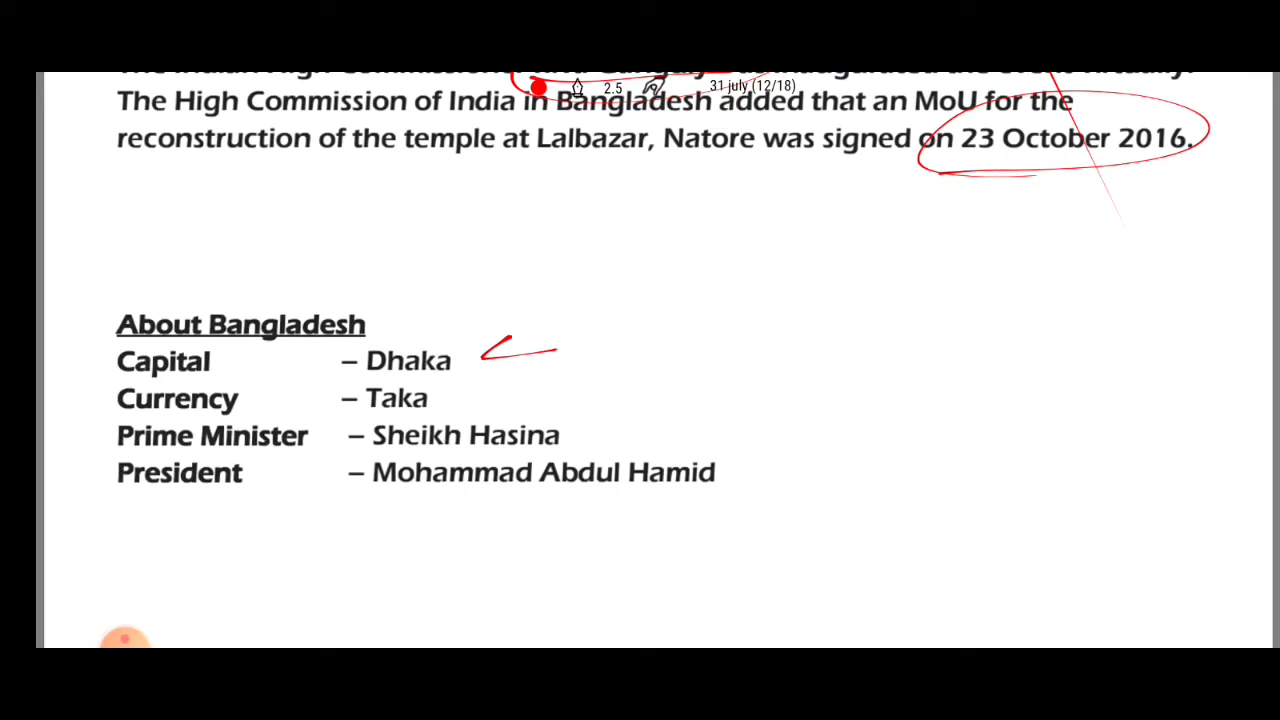 2.5 31 july (12/18)
The High Commission of India in Bangladesh added that an MoU for the
reconstruction of the temple at Lalbazar, Natore was signed on 23 October 2016.
About Bangladesh
Capital – Dhaka
Currency – Taka
Prime Minister – Sheikh Hasina
President – Mohammad Abdul Hamid